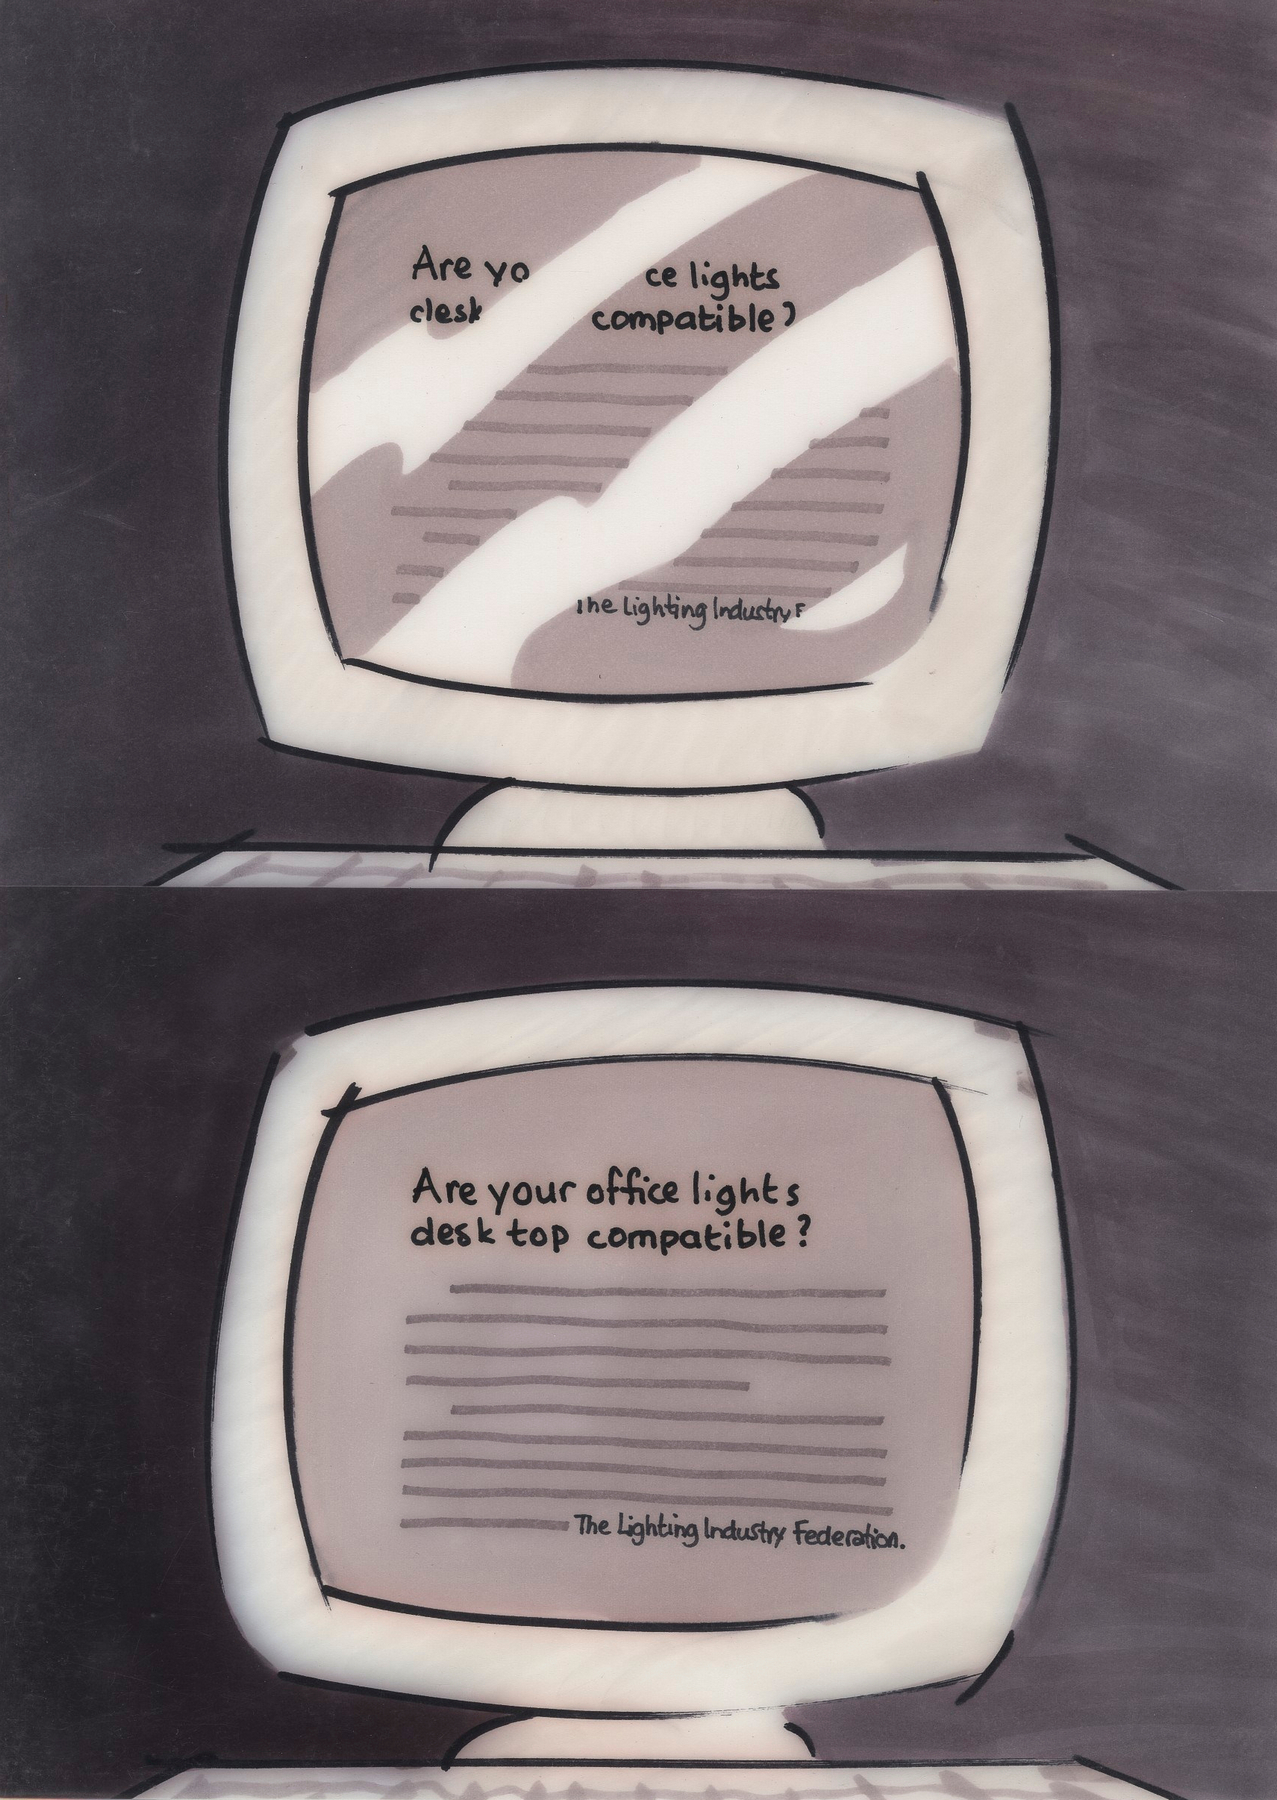 Are yo ce lights
desk compatible?
The Lighting Industry F
Are your office lights
desk top compatible?
The Lighting Industry Federation.